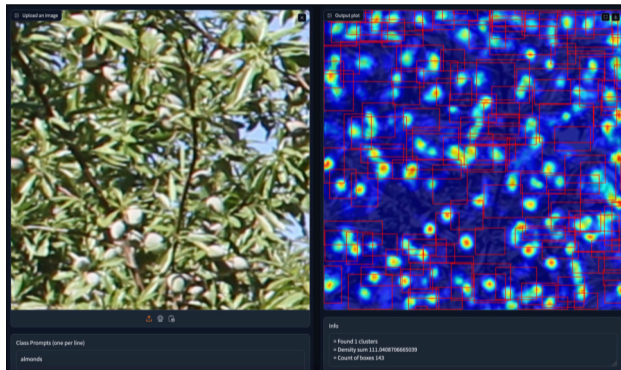 Upload an image
Output plot
Class Prompts (one per line)
almonds
Info
= Found 1 clusters
= Density sum 111.0408706665039
= Count of boxes 143